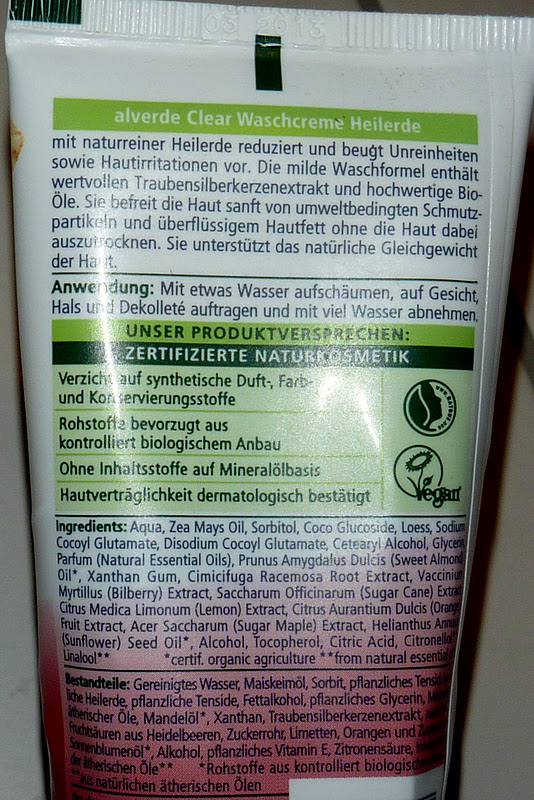 03 2013
alverde Clear Waschcreme Heilerde
mit naturreiner Heilerde reduziert und beugt Unreinheiten
sowie Hautirritationen vor. Die milde Waschformel enthält
wertvollen Traubensilberkerzenextrakt und hochwertige Bio-
Öle. Sie befreit die Haut sanft von umweltbedingten Schmutz-
partikeln und überflüssigem Hautfett ohne die Haut dabei
auszutrocknen. Sie unterstützt das natürliche Gleichgewicht
der Haut.
Anwendung: Mit etwas Wasser aufschäumen, auf Gesicht,
Hals und Dekolleté auftragen und mit viel Wasser abnehmen.
UNSER PRODUKTVERSPRECHEN:
ZERTIFIZIERTE NATURKOSMETIK
Verzicht auf synthetische Duft-, Farb-
und Konservierungsstoffe
Rohstoffe bevorzugt aus
kontrolliert biologischem Anbau
Ohne Inhaltsstoffe auf Mineralölbasis
Hautverträglichkeit dermatologisch bestätigt
Vegan
Ingredients: Aqua, Zea Mays Oil, Sorbitol, Coco Glucoside, Loess, Sodium
Cocoyl Glutamate, Disodium Cocoyl Glutamate, Cetearyl Alcohol, Glycerin,
Parfum (Natural Essential Oils), Prunus Amygdalus Dulcis (Sweet Almond)
Oil*, Xanthan Gum, Cimicifuga Racemosa Root Extract, Vaccinium
Myrtillus (Bilberry) Extract, Saccharum Officinarum (Sugar Cane) Extract,
Citrus Medica Limonum (Lemon) Extract, Citrus Aurantium Dulcis (Orange)
Fruit Extract, Acer Saccharum (Sugar Maple) Extract, Helianthus Annuus
(Sunflower) Seed Oil*, Alcohol, Tocopherol, Citric Acid, Citronellol**
Linalool** *certif. organic agriculture **from natural essential
Bestandteile: Gereinigtes Wasser, Maiskeimöl, Sorbit, pflanzliches Tensid,
liche Heilerde, pflanzliche Tenside, Fettalkohol, pflanzliches Glycerin,
ätherischer Öle, Mandelöl*, Xanthan, Traubensilberkerzenextrakt,
Fruchtsäuren aus Heidelbeeren, Zuckerrohr, Limetten, Orangen und
Sonnenblumenöl*, Alkohol, pflanzliches Vitamin E, Zitronensäure,
der ätherischen Öle** *Rohstoffe aus kontrolliert
**aus natürlichen ätherischen Ölen